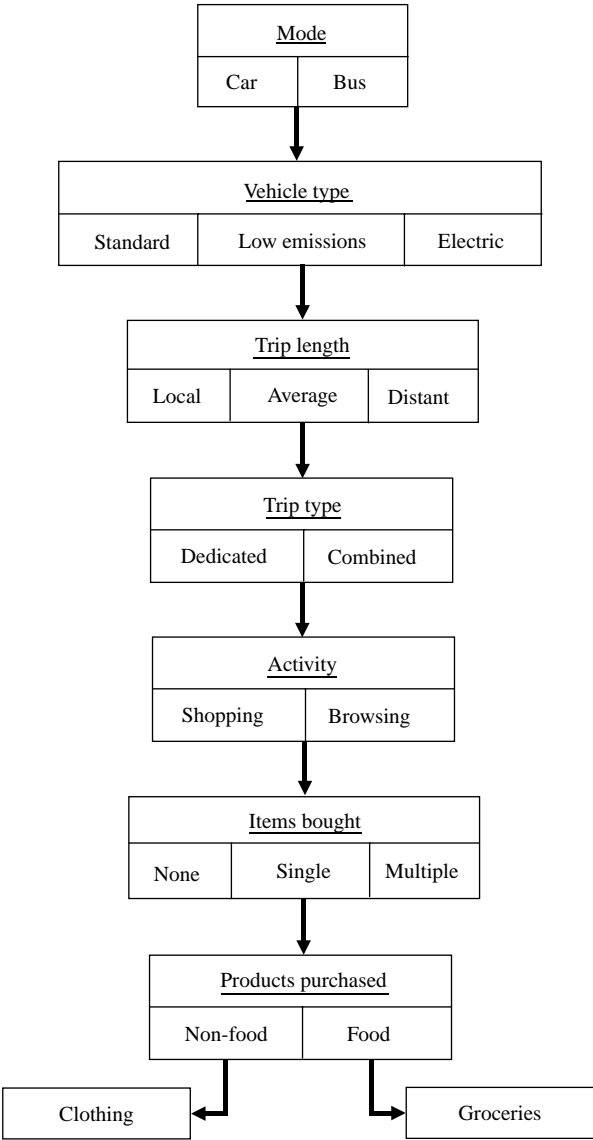 Mode
Car Bus
Vehicle type
Standard Low emissions Electric
Trip length
Local Average Distant
Trip type
Dedicated Combined
Activity
Shopping Browsing
Items bought
None Single Multiple
Products purchased
Non-food Food
Clothing Groceries